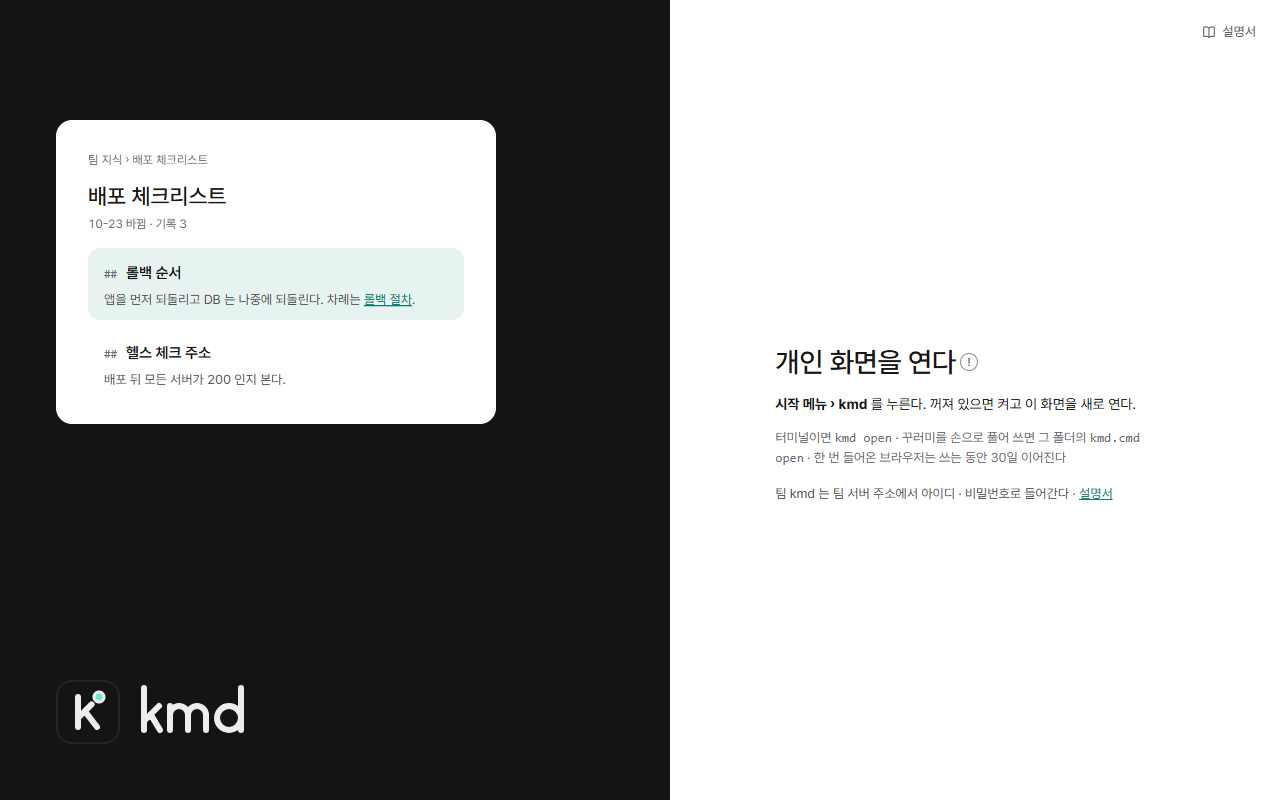 설명서
팀 지식 › 배포 체크리스트
배포 체크리스트
10-23 바뀜 · 기록 3
## 롤백 순서
앱을 먼저 되돌리고 DB 는 나중에 되돌린다. 차례는 롤백 절차.
## 헬스 체크 주소
배포 뒤 모든 서버가 200 인지 본다.
k kmd
개인 화면을 연다
시작 메뉴 › kmd 를 누른다. 꺼져 있으면 켜고 이 화면을 새로 연다.
터미널이면 kmd open · 꾸러미를 손으로 풀어 쓰면 그 폴더의 kmd.cmd
open · 한 번 들어온 브라우저는 쓰는 동안 30일 이어진다
팀 kmd 는 팀 서버 주소에서 아이디 · 비밀번호로 들어간다 · 설명서